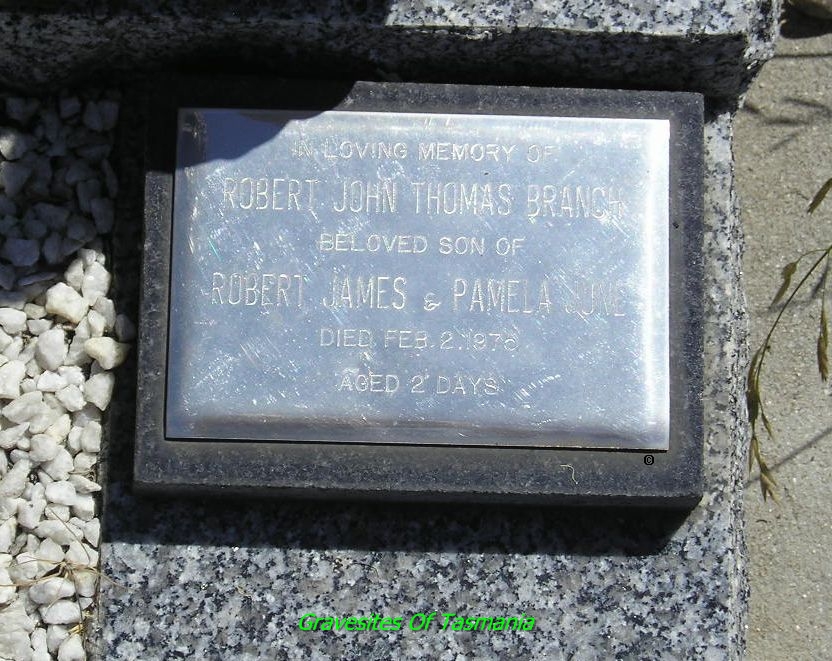 IN LOVING MEMORY OF
ROBERT JOHN THOMAS BRANCH
BELOVED SON OF
ROBERT JAMES & PAMELA JUNE
DIED FEB. 2.
AGED 2 DAYS
©
Gravesites Of Tasmania